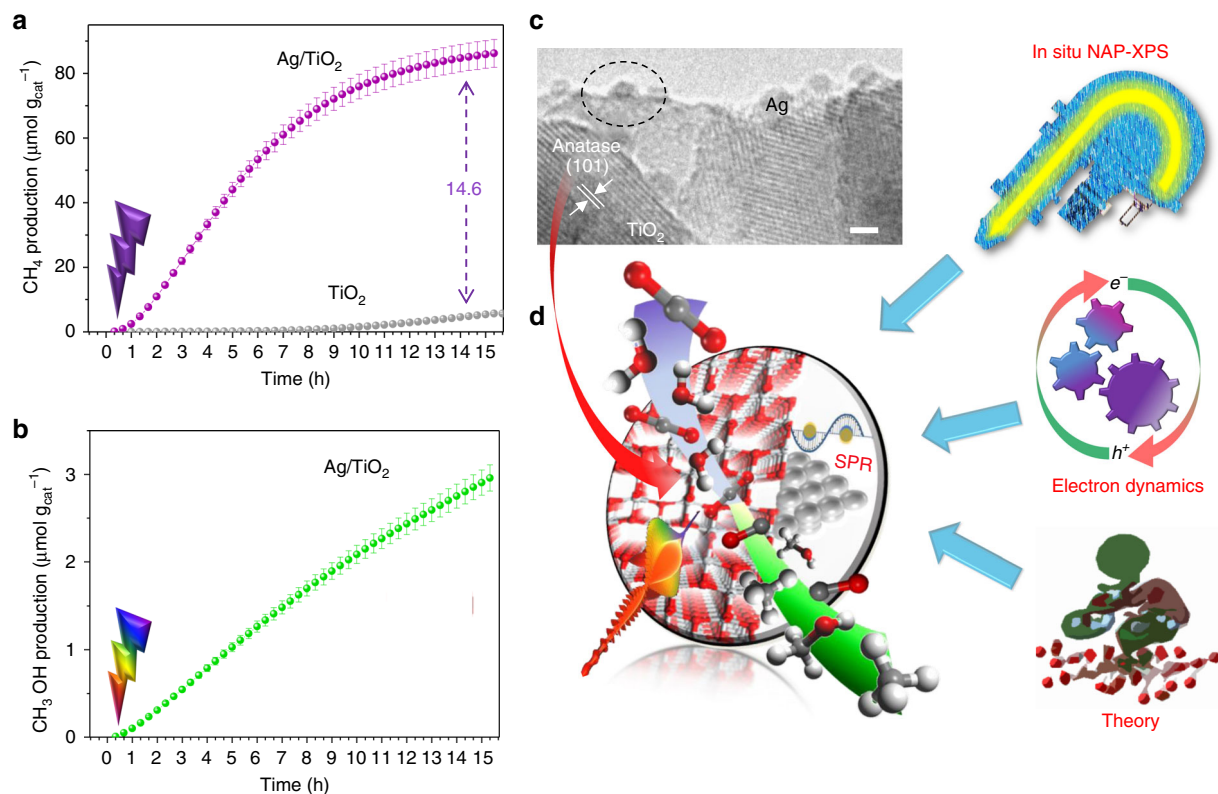 a
Ag/TiO₂
14.6
TiO₂
CH₄ production (μmol g_cat⁻¹)
80
60
40
20
0
0 1 2 3 4 5 6 7 8 9 10 11 12 13 14 15
Time (h)
b
Ag/TiO₂
CH₃ OH production (μmol g_cat⁻¹)
3
2
1
0
0 1 2 3 4 5 6 7 8 9 10 11 12 13 14 15
Time (h)
c
Ag
Anatase
(101)
TiO₂
d
SPR
In situ NAP-XPS
e⁻
h⁺
Electron dynamics
Theory